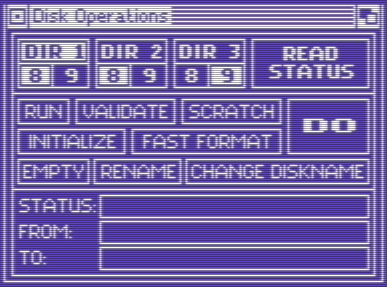 Disk Operations
DIR 1 DIR 2 DIR 3 READ
8 9 8 9 8 9 STATUS
RUN VALIDATE SCRATCH
DO
INITIALIZE FAST FORMAT
EMPTY RENAME CHANGE DISKNAME
STATUS:
FROM:
TO: